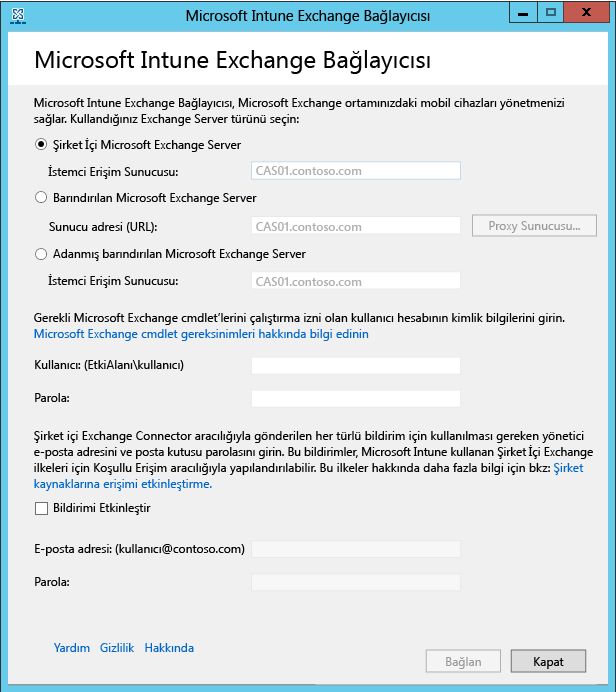 Microsoft Intune Exchange Bağlayıcısı
Microsoft Intune Exchange Bağlayıcısı
Microsoft Intune Exchange Bağlayıcısı, Microsoft Exchange ortamınızdaki mobil cihazları yönetmenizi
sağlar. Kullandığınız Exchange Server türünü seçin:
Şirket İçi Microsoft Exchange Server
İstemci Erişim Sunucusu: CAS01.contoso.com
Barındırılan Microsoft Exchange Server
Sunucu adresi (URL): CAS01.contoso.com Proxy Sunucusu...
Adanmış barındırılan Microsoft Exchange Server
İstemci Erişim Sunucusu: CAS01.contoso.com
Gerekli Microsoft Exchange cmdlet'lerini çalıştırma izni olan kullanıcı hesabının kimlik bilgilerini girin.
Microsoft Exchange cmdlet gereksinimleri hakkında bilgi edinin
Kullanıcı: (EtkiAlanı\kullanıcı)
Parola:
Şirket içi Exchange Connector aracılığıyla gönderilen her türlü bildirim için kullanılması gereken yönetici
e-posta adresini ve posta kutusu parolasını girin. Bu bildirimler, Microsoft Intune kullanan Şirket İçi Exchange
ilkeleri için Koşullu Erişim aracılığıyla yapılandırılabilir. Bu ilkeler hakkında daha fazla bilgi için bkz: Şirket
kaynaklarına erişimi etkinleştirme.
Bildirimi Etkinleştir
E-posta adresi: (kullanıcı@contoso.com)
Parola:
Yardım Gizlilik Hakkında
Bağlan Kapat